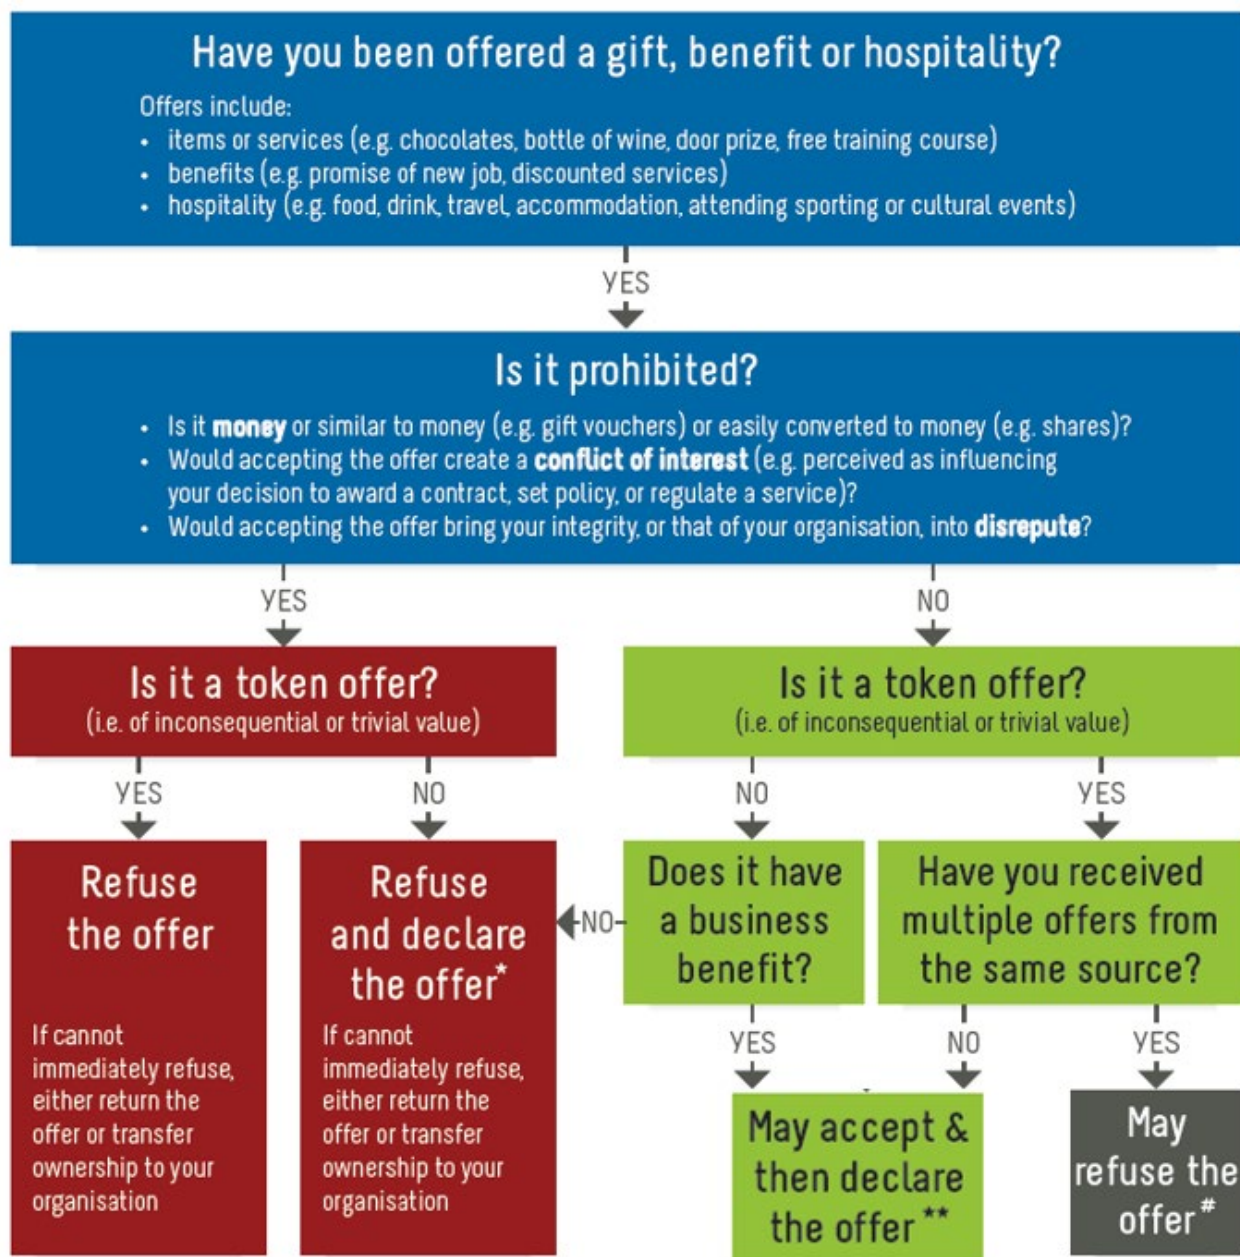 Have you been offered a gift, benefit or hospitality?
Offers include:
• items or services (e.g. chocolates, bottle of wine, door prize, free training course)
• benefits (e.g. promise of new job, discounted services)
• hospitality (e.g. food, drink, travel, accommodation, attending sporting or cultural events)
YES
Is it prohibited?
• Is it money or similar to money (e.g. gift vouchers) or easily converted to money (e.g. shares)?
• Would accepting the offer create a conflict of interest (e.g. perceived as influencing
your decision to award a contract, set policy, or regulate a service)?
• Would accepting the offer bring your integrity, or that of your organisation, into disrepute?
YES
NO
Is it a token offer?
(i.e. of inconsequential or trivial value)
Is it a token offer?
(i.e. of inconsequential or trivial value)
YES
NO
NO
YES
Refuse
the offer
If cannot
immediately refuse,
either return the
offer or transfer
ownership to your
organisation
Refuse
and declare
the offer*
If cannot
immediately refuse,
either return the
offer or transfer
ownership to your
organisation
NO
Does it have
a business
benefit?
Have you received
multiple offers from
the same source?
YES
NO
YES
May accept &
then declare
the offer **
May
refuse the
offer#